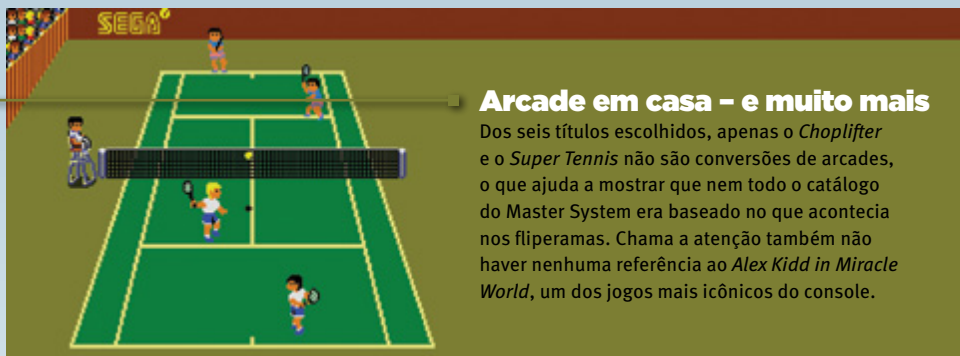 SEGA
Arcade em casa – e muito mais
Dos seis títulos escolhidos, apenas o Choplifter
e o Super Tennis não são conversões de arcades,
o que ajuda a mostrar que nem todo o catálogo
do Master System era baseado no que acontecia
nos fliperamas. Chama a atenção também não
haver nenhuma referência ao Alex Kidd in Miracle
World, um dos jogos mais icônicos do console.